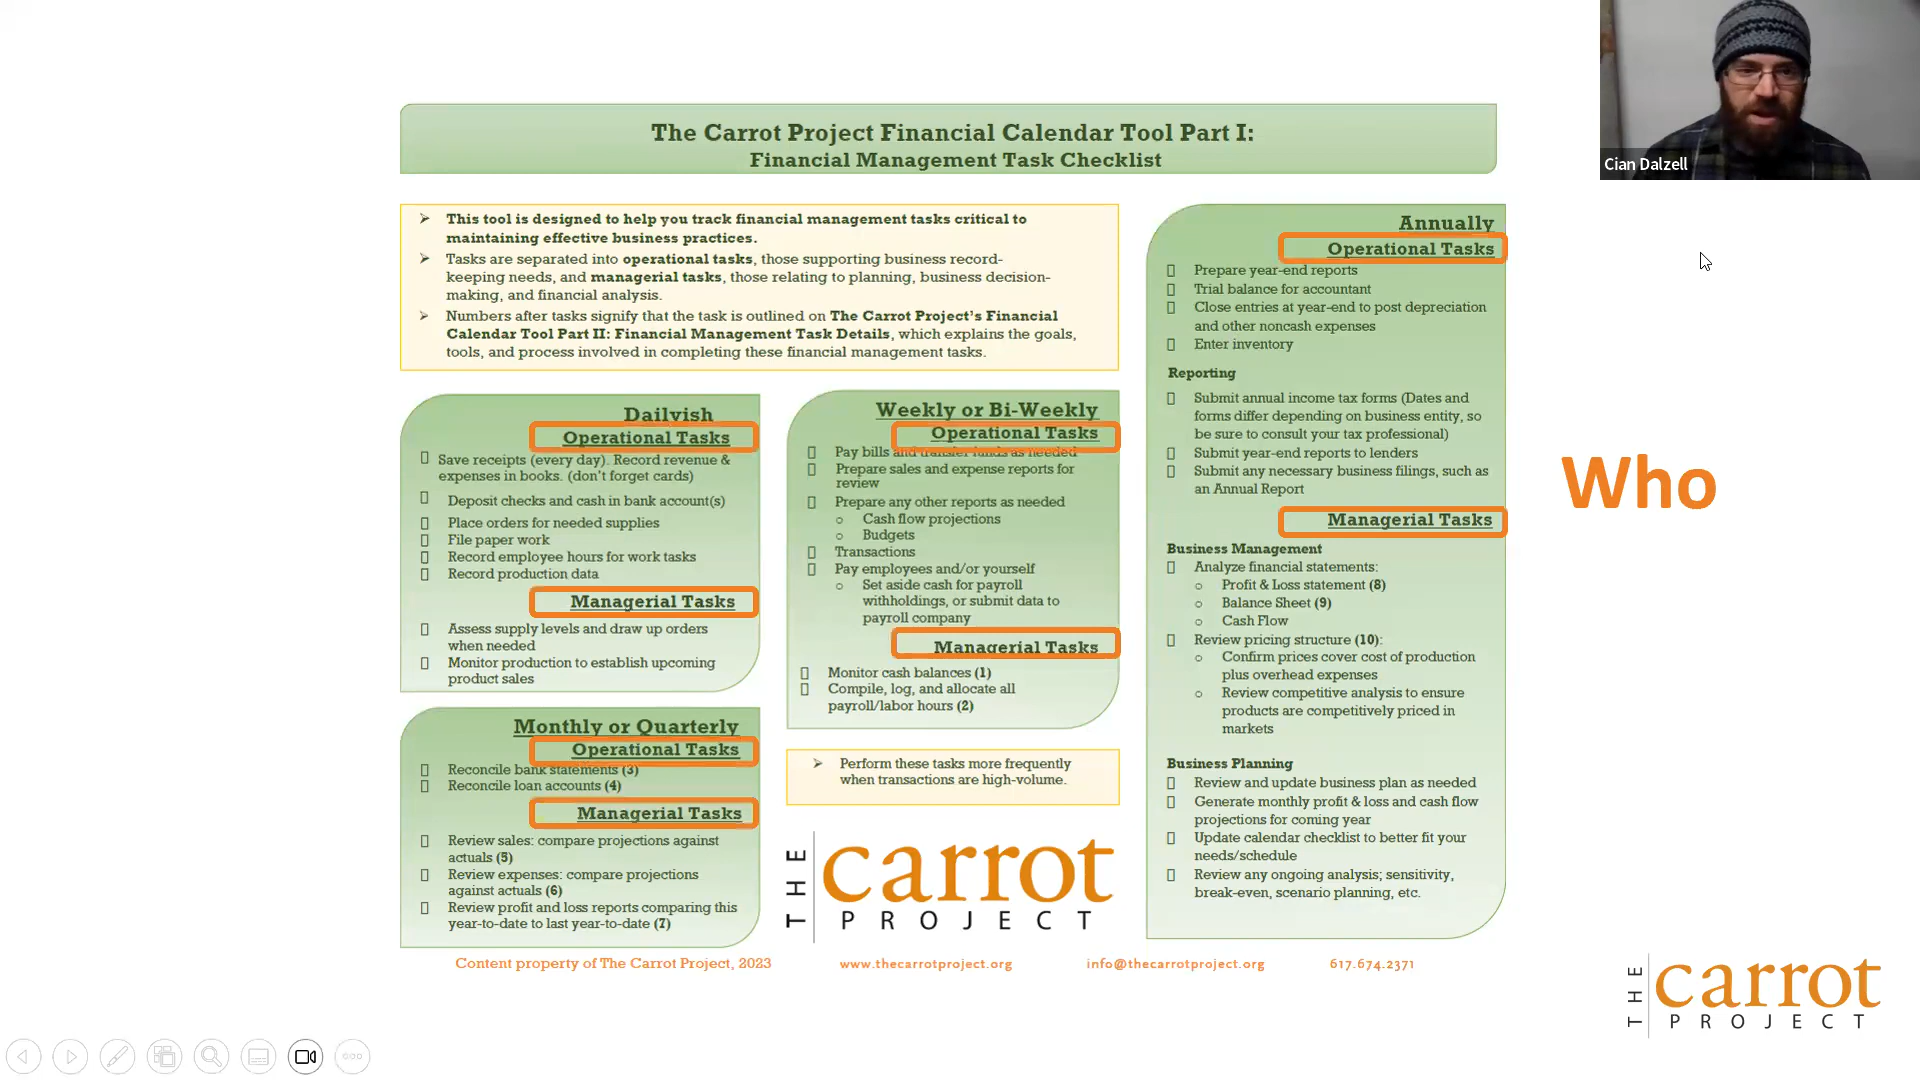 The Carrot Project Financial Calendar Tool Part I:
Financial Management Task Checklist
Cian Dalzell
This tool is designed to help you track financial management tasks critical to
maintaining effective business practices.
Tasks are separated into operational tasks, those supporting business record-
keeping needs, and managerial tasks, those relating to planning, business decision-
making, and financial analysis.
Numbers after tasks signify that the task is outlined on The Carrot Project's Financial
Calendar Tool Part II: Financial Management Task Details, which explains the goals,
tools, and process involved in completing these financial management tasks.
Dailyish
Operational Tasks
Save receipts (every day). Record revenue &
expenses in books. (don't forget cards)
Deposit checks and cash in bank account(s)
Place orders for needed supplies
File paper work
Record employee hours for work tasks
Record production data
Managerial Tasks
Assess supply levels and draw up orders
when needed
Monitor production to establish upcoming
product sales
Monthly or Quarterly
Operational Tasks
Reconcile bank statements (3)
Reconcile loan accounts (4)
Managerial Tasks
Review sales: compare projections against
actuals (5)
Review expenses: compare projections
against actuals (6)
Review profit and loss reports comparing this
year-to-date to last year-to-date (7)
Weekly or Bi-Weekly
Operational Tasks
Pay bills and transfer funds as needed
Prepare sales and expense reports for
review
Prepare any other reports as needed
Cash flow projections
Budgets
Transactions
Pay employees and/or yourself
Set aside cash for payroll
withholdings, or submit data to
payroll company
Managerial Tasks
Monitor cash balances (1)
Compile, log, and allocate all
payroll/labor hours (2)
Perform these tasks more frequently
when transactions are high-volume.
THE
carrot
PROJECT
Annually
Operational Tasks
Prepare year-end reports
Trial balance for accountant
Close entries at year-end to post depreciation
and other noncash expenses
Enter inventory
Reporting
Submit annual income tax forms (Dates and
forms differ depending on business entity, so
be sure to consult your tax professional)
Submit year-end reports to lenders
Submit any necessary business filings, such as
an Annual Report
Managerial Tasks
Business Management
Analyze financial statements:
Profit & Loss statement (8)
Balance Sheet (9)
Cash Flow
Review pricing structure (10):
Confirm prices cover cost of production
plus overhead expenses
Review competitive analysis to ensure
products are competitively priced in
markets
Business Planning
Review and update business plan as needed
Generate monthly profit & loss and cash flow
projections for coming year
Update calendar checklist to better fit your
needs/schedule
Review any ongoing analysis; sensitivity,
break-even, scenario planning, etc.
Who
Content property of The Carrot Project, 2023 www.thecarrotproject.org info@thecarrotproject.org 617.674.2371
THE
carrot
PROJECT